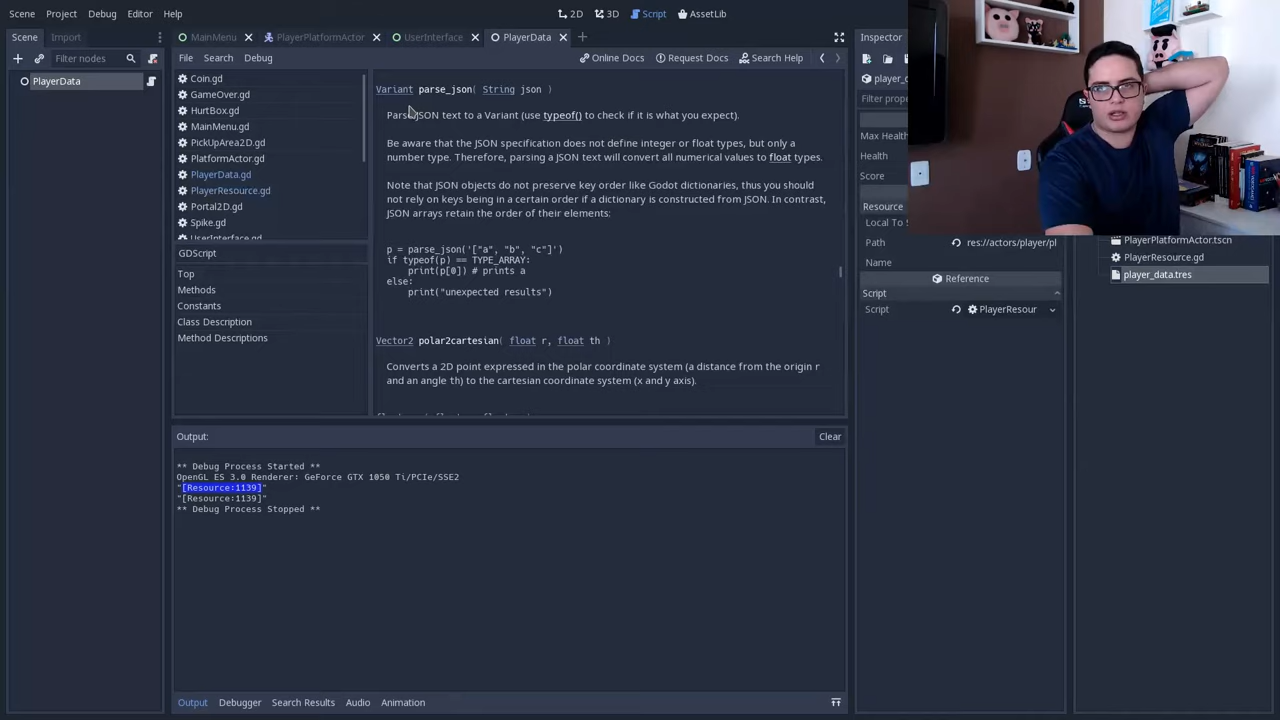 Scene Project Debug Editor Help
2D 3D Script AssetLib
Scene Import
MainMenu PlayerPlatformActor UserInterface PlayerData
Inspector
Filter nodes
File Search Debug
Online Docs Request Docs Search Help
PlayerData
Coin.gd
GameOver.gd
HurtBox.gd
MainMenu.gd
PickUpArea2D.gd
PlatformActor.gd
PlayerData.gd
PlayerResource.gd
Portal2D.gd
Spike.gd
UserInterface.gd
GDScript
Top
Methods
Constants
Class Description
Method Descriptions
Variant parse_json( String json )
Parse JSON text to a Variant (use typeof() to check if it is what you expect).
Be aware that the JSON specification does not define integer or float types, but only a
number type. Therefore, parsing a JSON text will convert all numerical values to float types.
Note that JSON objects do not preserve key order like Godot dictionaries, thus you should
not rely on keys being in a certain order if a dictionary is constructed from JSON. In contrast,
JSON arrays retain the order of their elements:
p = parse_json('["a", "b", "c"]')
if typeof(p) == TYPE_ARRAY:
print(p[0]) # prints a
else:
print("unexpected results")
Vector2 polar2cartesian( float r, float th )
Converts a 2D point expressed in the polar coordinate system (a distance from the origin r
and an angle th) to the cartesian coordinate system (x and y axis).
Output:
Clear
** Debug Process Started **
OpenGL ES 3.0 Renderer: GeForce GTX 1050 Ti/PCIe/SSE2
"[Resource:1139]"
"[Resource:1139]"
** Debug Process Stopped **
Output Debugger Search Results Audio Animation
player_d
Filter prope
Max Health
Health
Score
Resource
Local To S
Path res://actors/player/pl
Name
Reference
Script
Script PlayerResour
PlayerPlatformActor.tscn
PlayerResource.gd
player_data.tres